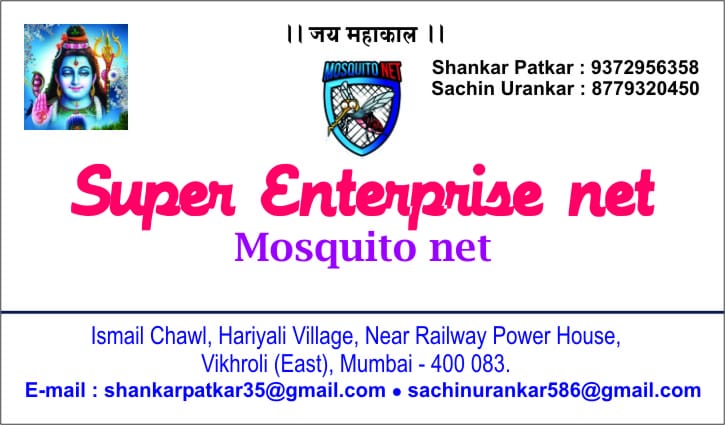 ।। जय महाकाल ।।
MOSQUITO NET
Shankar Patkar : 9372956358
Sachin Urankar : 8779320450
Super Enterprise net
Mosquito net
Ismail Chawl, Hariyali Village, Near Railway Power House,
Vikhroli (East), Mumbai - 400 083.
E-mail : shankarpatkar35@gmail.com • sachinurankar586@gmail.com